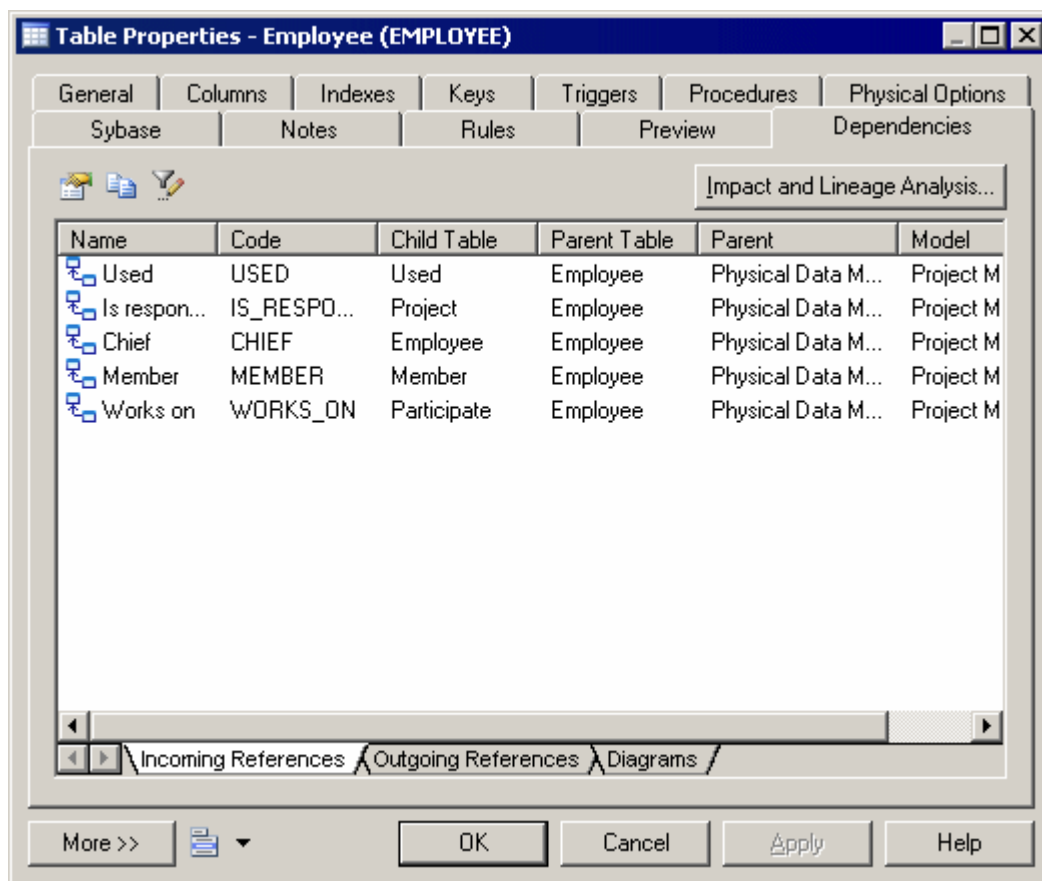 Table Properties - Employee (EMPLOYEE)
General Columns Indexes Keys Triggers Procedures Physical Options
Sybase Notes Rules Preview Dependencies
Impact and Lineage Analysis...
Name Code Child Table Parent Table Parent Model
Used USED Used Employee Physical Data M... Project M
Is respon... IS_RESPO... Project Employee Physical Data M... Project M
Chief CHIEF Employee Employee Physical Data M... Project M
Member MEMBER Member Employee Physical Data M... Project M
Works on WORKS_ON Participate Employee Physical Data M... Project M
Incoming References Outgoing References Diagrams
More >> OK Cancel Apply Help